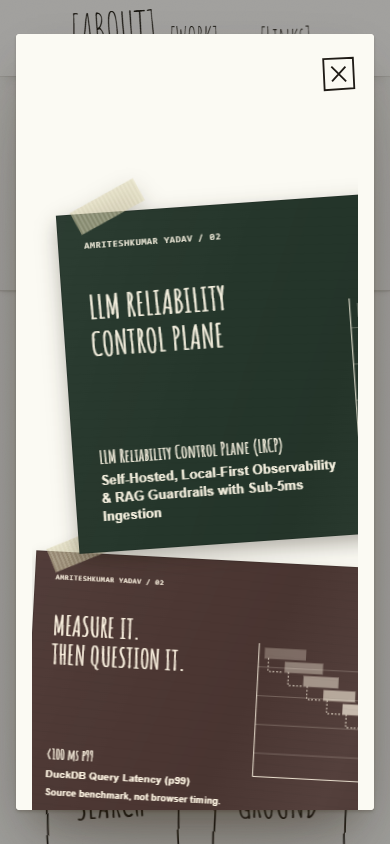 [ABOUT]
[WORK]
[LINKS]
AMRITESHKUMAR YADAV / 02
LLM RELIABILITY
CONTROL PLANE
LLM RELIABILITY CONTROL PLANE (LRCP)
Self-Hosted, Local-First Observability
& RAG Guardrails with Sub-5ms
Ingestion
AMRITESHKUMAR YADAV / 02
MEASURE IT.
THEN QUESTION IT.
<100 MS P99
DuckDB Query Latency (p99)
Source benchmark, not browser timing.
SEARCH
GROUND